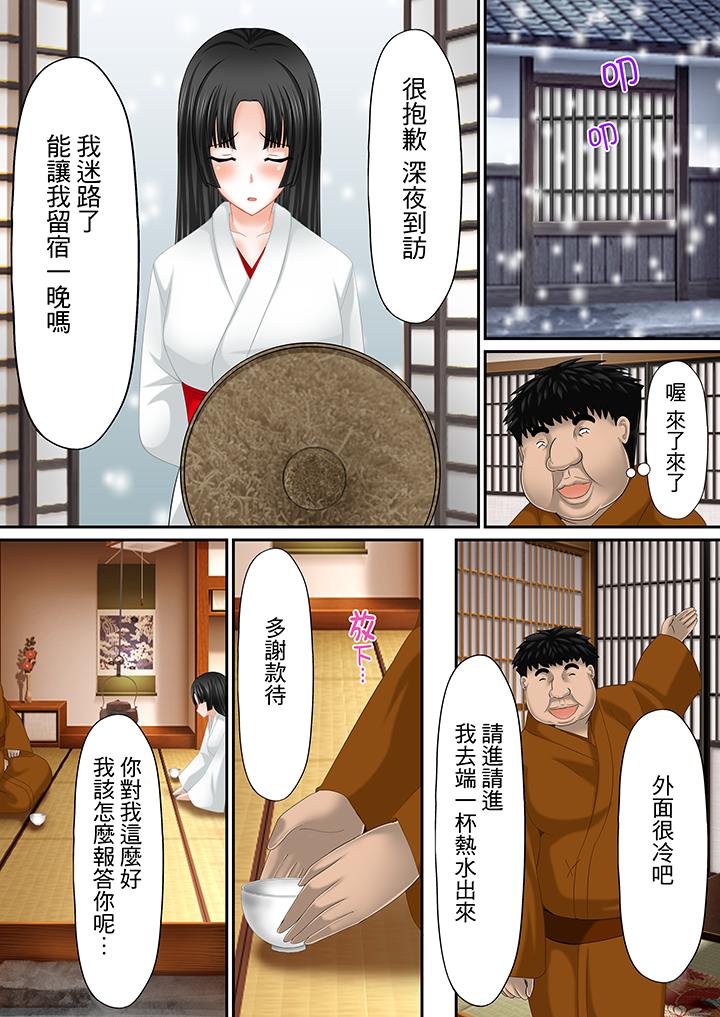 叩
叩
很抱歉 深夜到訪
我迷路了
能讓我留宿一晚嗎
喔 來了來了
外面很冷吧
請進請進
我去端一杯熱水出來
放下…
多謝款待
你對我這麼好
我該怎麼報答你呢…